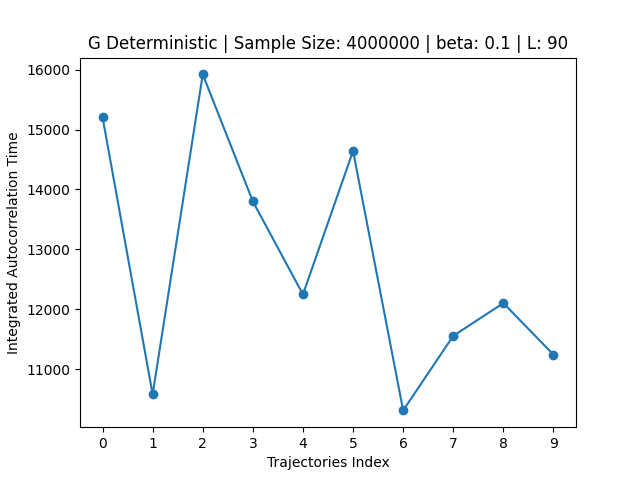 G Deterministic | Sample Size: 4000000 | beta: 0.1 | L: 90
16000
15000
14000
13000
12000
11000
Integrated Autocorrelation Time
0 1 2 3 4 5 6 7 8 9
Trajectories Index